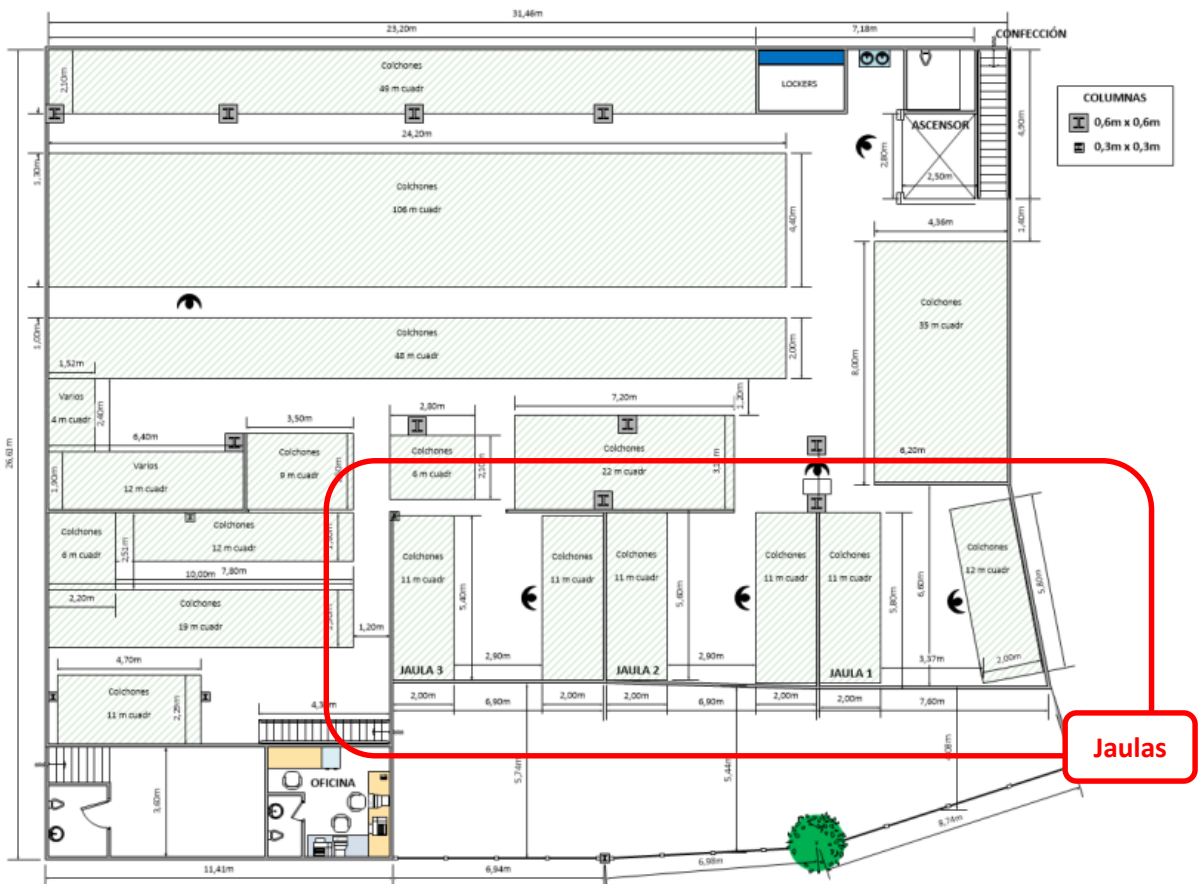 31,46m
23,20m
7,18m
CONFECCIÓN
Colchones
49 m cuadr
2,10m
LOCKERS
COLUMNAS
0,6m x 0,6m
0,3m x 0,3m
ASCENSOR
2,80m
2,50m
4,90m
24,20m
1,30m
Colchones
106 m cuadr
4,40m
4,36m
1,40m
Colchones
35 m cuadr
8,00m
6,20m
1,00m
Colchones
48 m cuadr
2,00m
1,52m
Varios
4 m cuadr
2,40m
26,61m
6,40m
3,50m
2,80m
7,20m
1,20m
Varios
12 m cuadr
1,90m
Colchones
9 m cuadr
Colchones
6 m cuadr
2,10m
Colchones
22 m cuadr
Colchones
6 m cuadr
2,51m
Colchones
12 m cuadr
10,00m
7,80m
2,20m
Colchones
19 m cuadr
1,20m
Colchones
11 m cuadr
5,40m
Colchones
11 m cuadr
Colchones
11 m cuadr
5,60m
Colchones
11 m cuadr
Colchones
11 m cuadr
5,80m
6,60m
Colchones
12 m cuadr
5,80m
2,90m
2,90m
3,37m
2,00m
JAULA 3
JAULA 2
JAULA 1
2,00m
6,90m
2,00m
2,00m
6,90m
2,00m
2,00m
7,60m
4,70m
Colchones
11 m cuadr
2,25m
Jaulas
5,74m
5,44m
3,60m
OFICINA
8,74m
6,98m
11,41m
6,94m